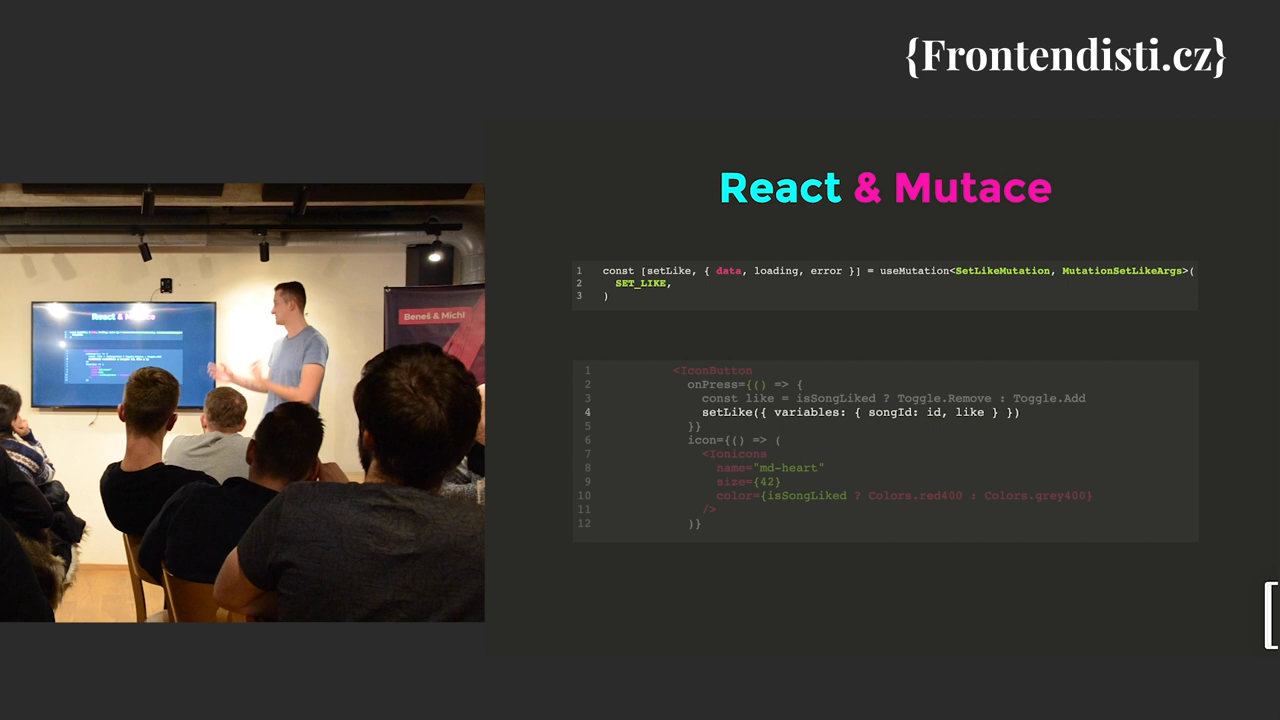 {Frontendisti.cz}
React & Mutace
1 const [setLike, { data, loading, error }] = useMutation<SetLikeMutation, MutationSetLikeArgs>(
2 SET_LIKE,
3 )
1 <IconButton
2 onPress={() => {
3 const like = isSongLiked ? Toggle.Remove : Toggle.Add
4 setLike({ variables: { songId: id, like } })
5 }}
6 icon={() => (
7 <Ionicons
8 name="md-heart"
9 size={42}
10 color={isSongLiked ? Colors.red400 : Colors.grey400}
11 />
12 )}
React & Mutace
Beneš & Michl